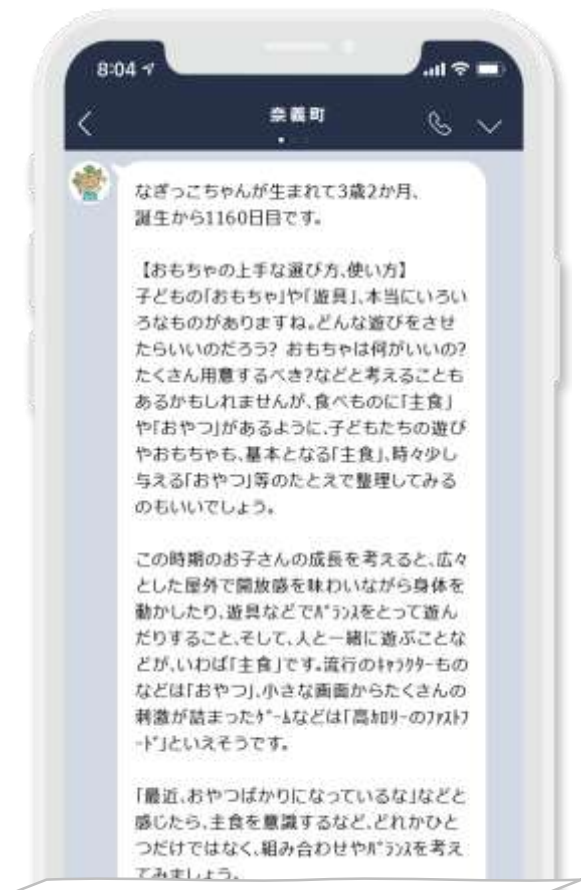 8:04
奈義町
なぎっこちゃんが生まれて3歳2か月、
誕生から1160日目です。
【おもちゃの上手な選び方、使い方】
子どもの「おもちゃ」や「遊具」、本当にいろい
ろなものがありますね。どんな遊びをさせ
たらいいのだろう? おもちゃは何がいいの?
たくさん用意するべき?などと考えることも
あるかもしれませんが、食べものに「主食」
や「おやつ」があるように、子どもたちの遊び
やおもちゃも、基本となる「主食」、時々少し
与える「おやつ」等のたとえで整理してみる
のもいいでしょう。
この時期のお子さんの成長を考えると、広々
とした屋外で開放感を味わいながら身体を
動かしたり、遊具などでバランスをとって遊ん
だりすること、そして、人と一緒に遊ぶことな
どが、いわば「主食」です。流行のキャラクターもの
などは「おやつ」、小さな画面からたくさんの
刺激が詰まったゲームなどは「高カロリーのファストフ
ード」といえそうです。
「最近、おやつばかりになっているな」などと
感じたら、主食を意識するなど、どれかひと
つだけではなく、組み合わせやバランスを考え
てみましょう。